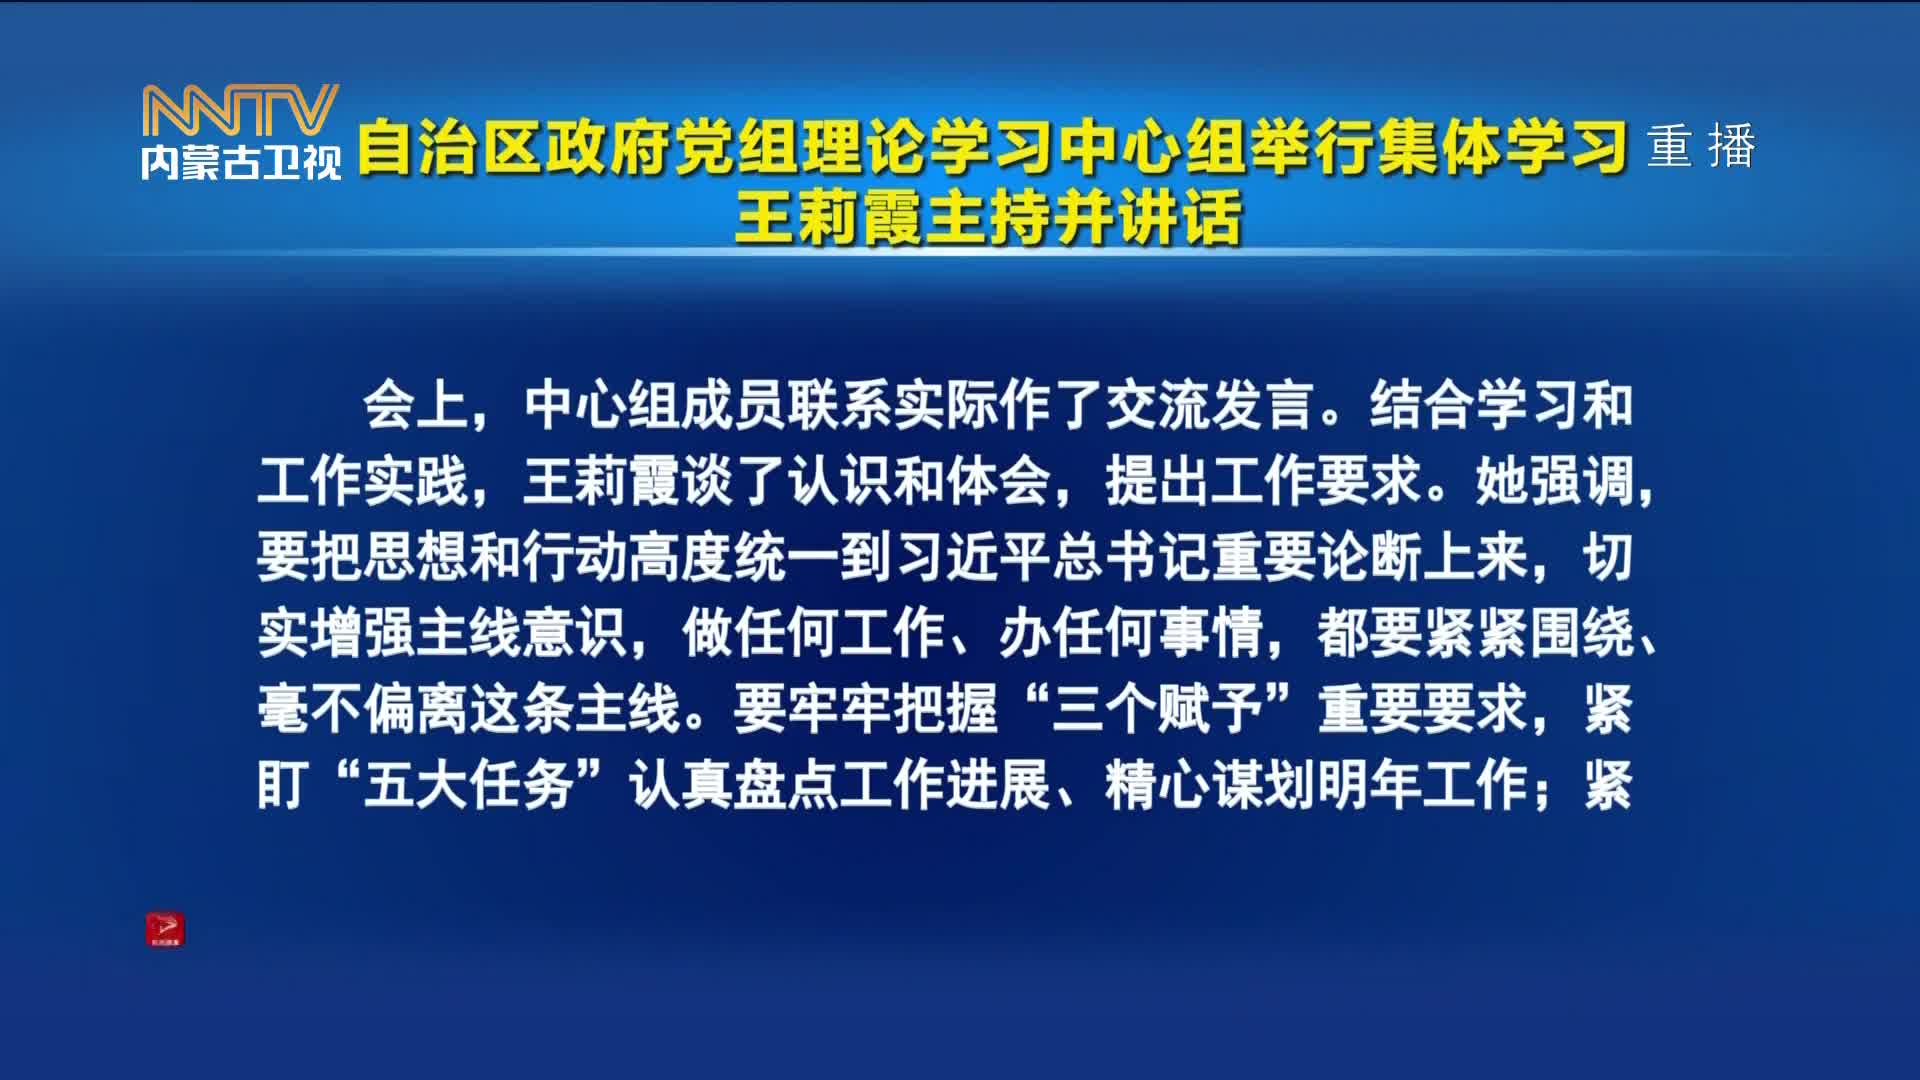 NNTV
内蒙古卫视
自治区政府党组理论学习中心组举行集体学习
重播
王莉霞主持并讲话
会上，中心组成员联系实际作了交流发言。结合学习和
工作实践，王莉霞谈了认识和体会，提出工作要求。她强调，
要把思想和行动高度统一到习近平总书记重要论断上来，切
实增强主线意识，做任何工作、办任何事情，都要紧紧围绕、
毫不偏离这条主线。要牢牢把握“三个赋予”重要要求，紧
盯“五大任务”认真盘点工作进展、精心谋划明年工作；紧